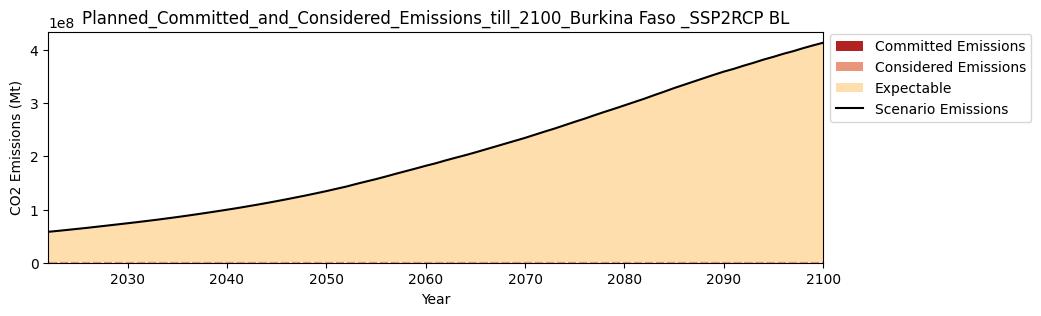 Planned_Committed_and_Considered_Emissions_till_2100_Burkina Faso _SSP2RCP BL
1e8
CO2 Emissions (Mt)
4
3
2
1
0
2030 2040 2050 2060 2070 2080 2090 2100
Year
Committed Emissions
Considered Emissions
Expectable
Scenario Emissions